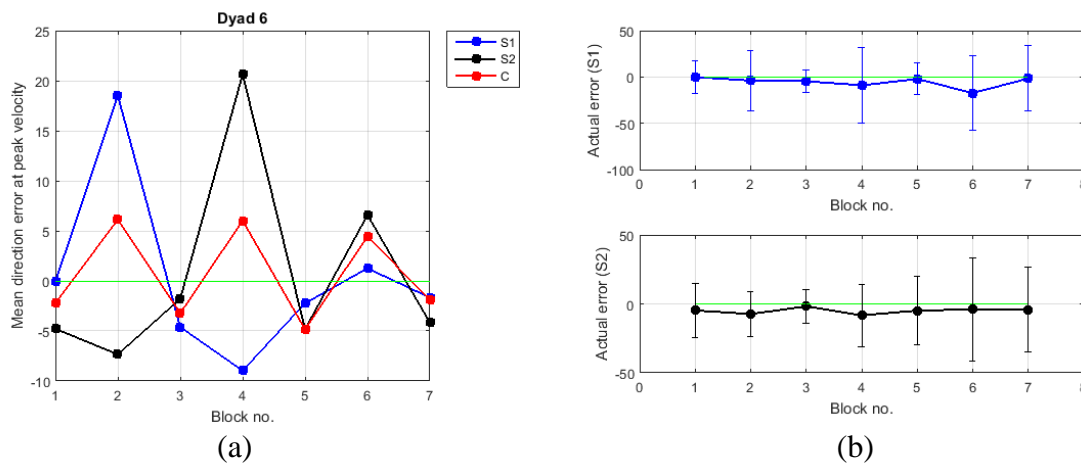 Dyad 6
25
20
15
10
5
0
-5
-10
1 2 3 4 5 6 7
Mean direction error at peak velocity
Block no.
S1
S2
C
(a)
50
0
-50
-100
0 1 2 3 4 5 6 7 8
Actual error (S1)
Block no.
50
0
-50
0 1 2 3 4 5 6 7 8
Actual error (S2)
Block no.
(b)